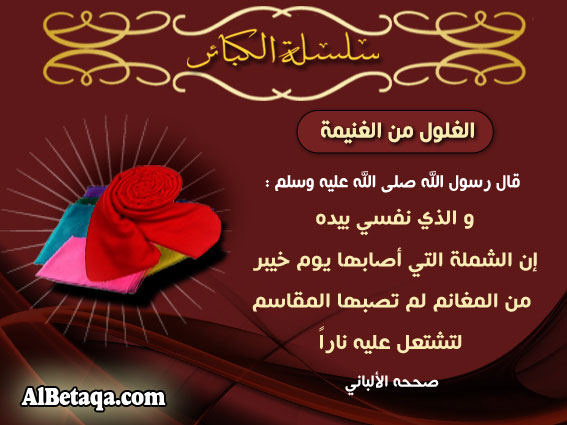 سلسلة الكبائر
الغلول من الغنيمة
قال رسول الله صلى الله عليه وسلم :
و الذي نفسي بيده
إن الشملة التي أصابها يوم خيبر
من المغانم لم تصبها المقاسم
لتشتعل عليه ناراً
صححه الألباني
AlBetaqa.com